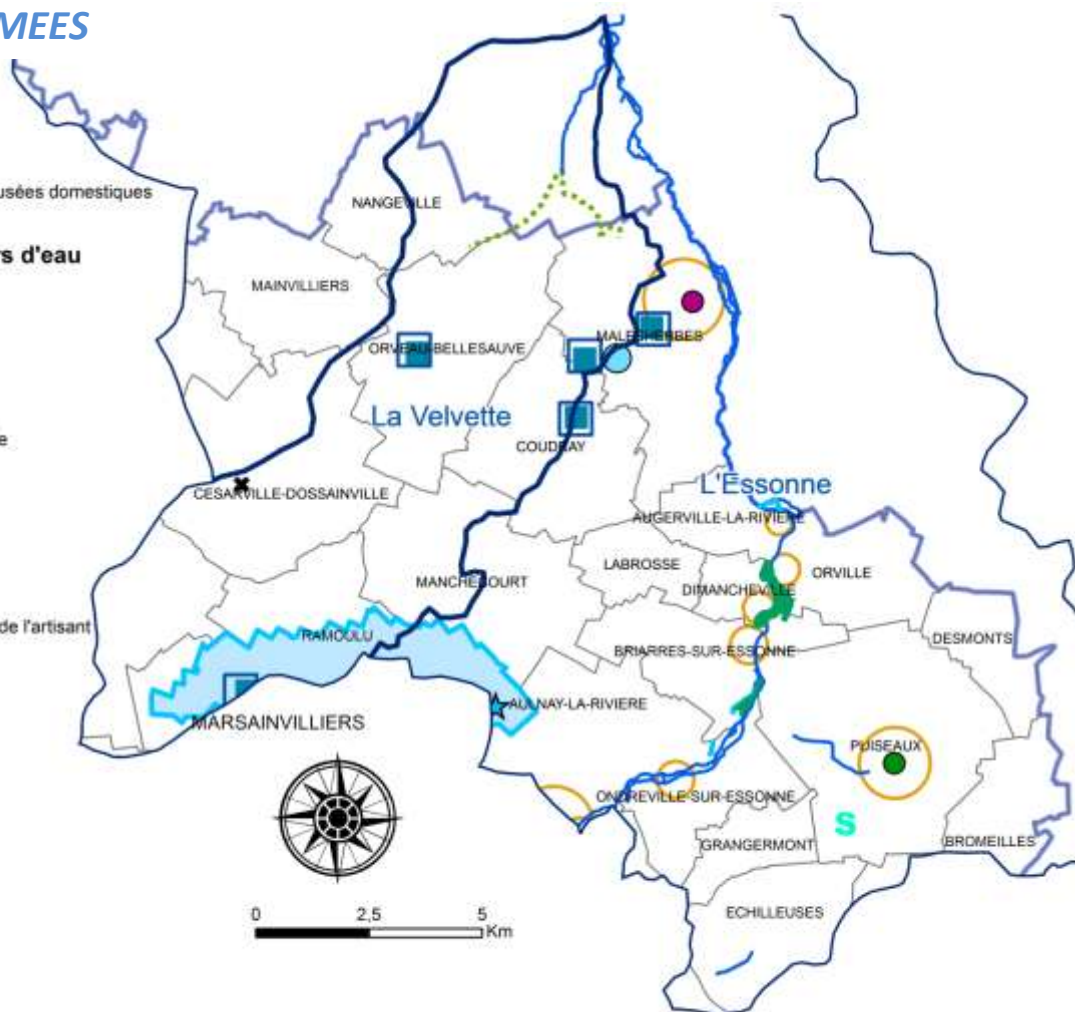 MEES
usées domestiques
NANGEVILLE
rs d'eau
MAINVILLIERS
MALESHERBES
ORVEAU-BELLESAUVE
La Velvette
e
COUDRAY
L'Essonne
CESARVILLE-DOSSAINVILLE
AUGERVILLE-LA-RIVIERE
LABROSSE
ORVILLE
MANCHECOURT
DIMANCHEVILLE
de l'artisant
RAMOULU
DESMONTS
BRIARRES-SUR-ESSONNE
AULNAY-LA-RIVIERE
MARSAINVILLIERS
PUISEAUX
ONDREVILLE-SUR-ESSONNE
S
GRANGERMONT
BROMEILLES
ECHILLEUSES
0 2,5 5
Km